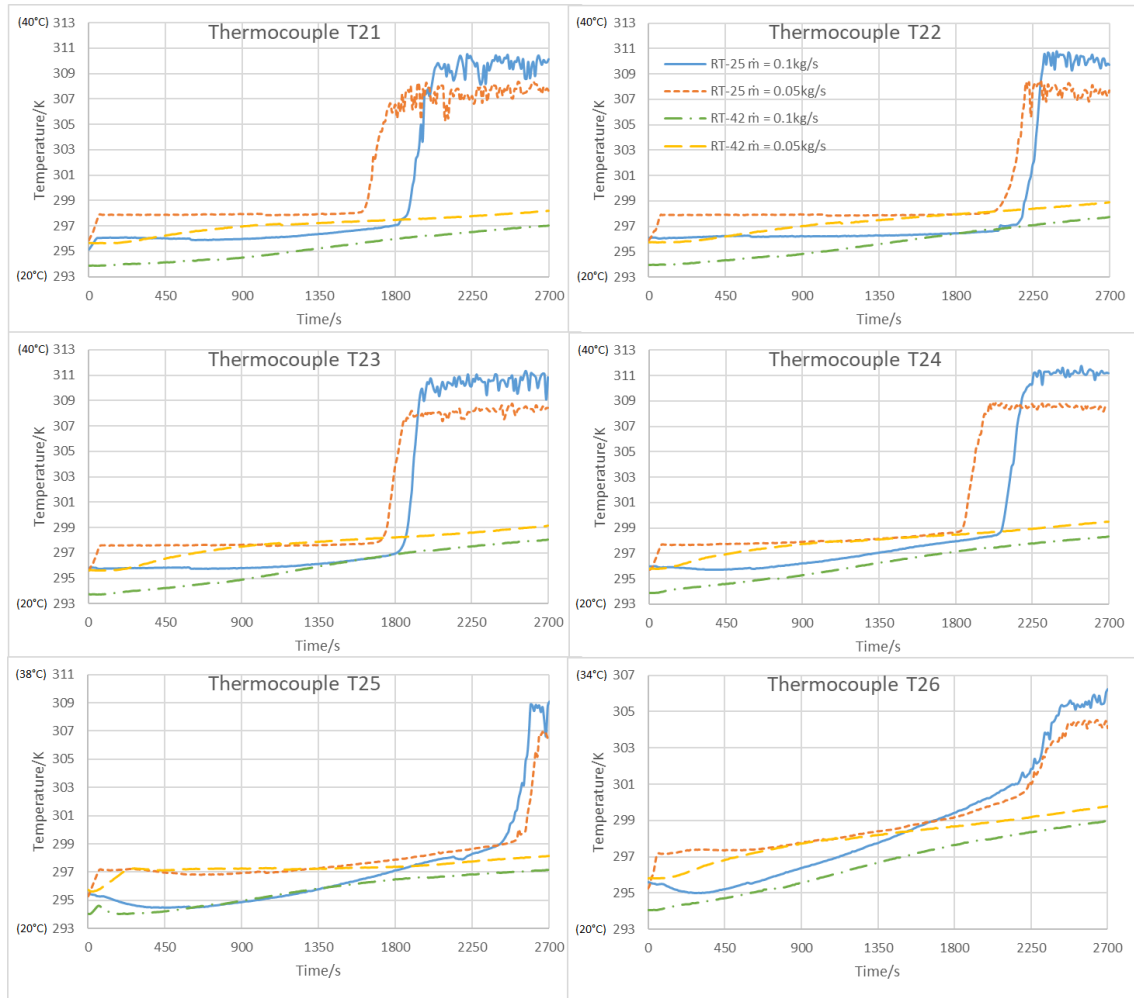 Thermocouple T21
(40°C) 313
311
309
307
305
303
301
299
297
295
(20°C) 293
Temperature/K
0 450 900 1350 1800 2250 2700
Time/s
Thermocouple T22
(40°C) 313
311
309
307
305
303
301
299
297
295
(20°C) 293
Temperature/K
RT-25 ṁ = 0.1kg/s
RT-25 ṁ = 0.05kg/s
RT-42 ṁ = 0.1kg/s
RT-42 ṁ = 0.05kg/s
0 450 900 1350 1800 2250 2700
Time/s
Thermocouple T23
(40°C) 313
311
309
307
305
303
301
299
297
295
(20°C) 293
Temperature/K
0 450 900 1350 1800 2250 2700
Time/s
Thermocouple T24
(40°C) 313
311
309
307
305
303
301
299
297
295
(20°C) 293
Temperature/K
0 450 900 1350 1800 2250 2700
Time/s
Thermocouple T25
(38°C) 311
309
307
305
303
301
299
297
295
(20°C) 293
Temperature/K
0 450 900 1350 1800 2250 2700
Time/s
Thermocouple T26
(34°C) 307
305
303
301
299
297
295
(20°C) 293
Temperature/K
0 450 900 1350 1800 2250 2700
Time/s